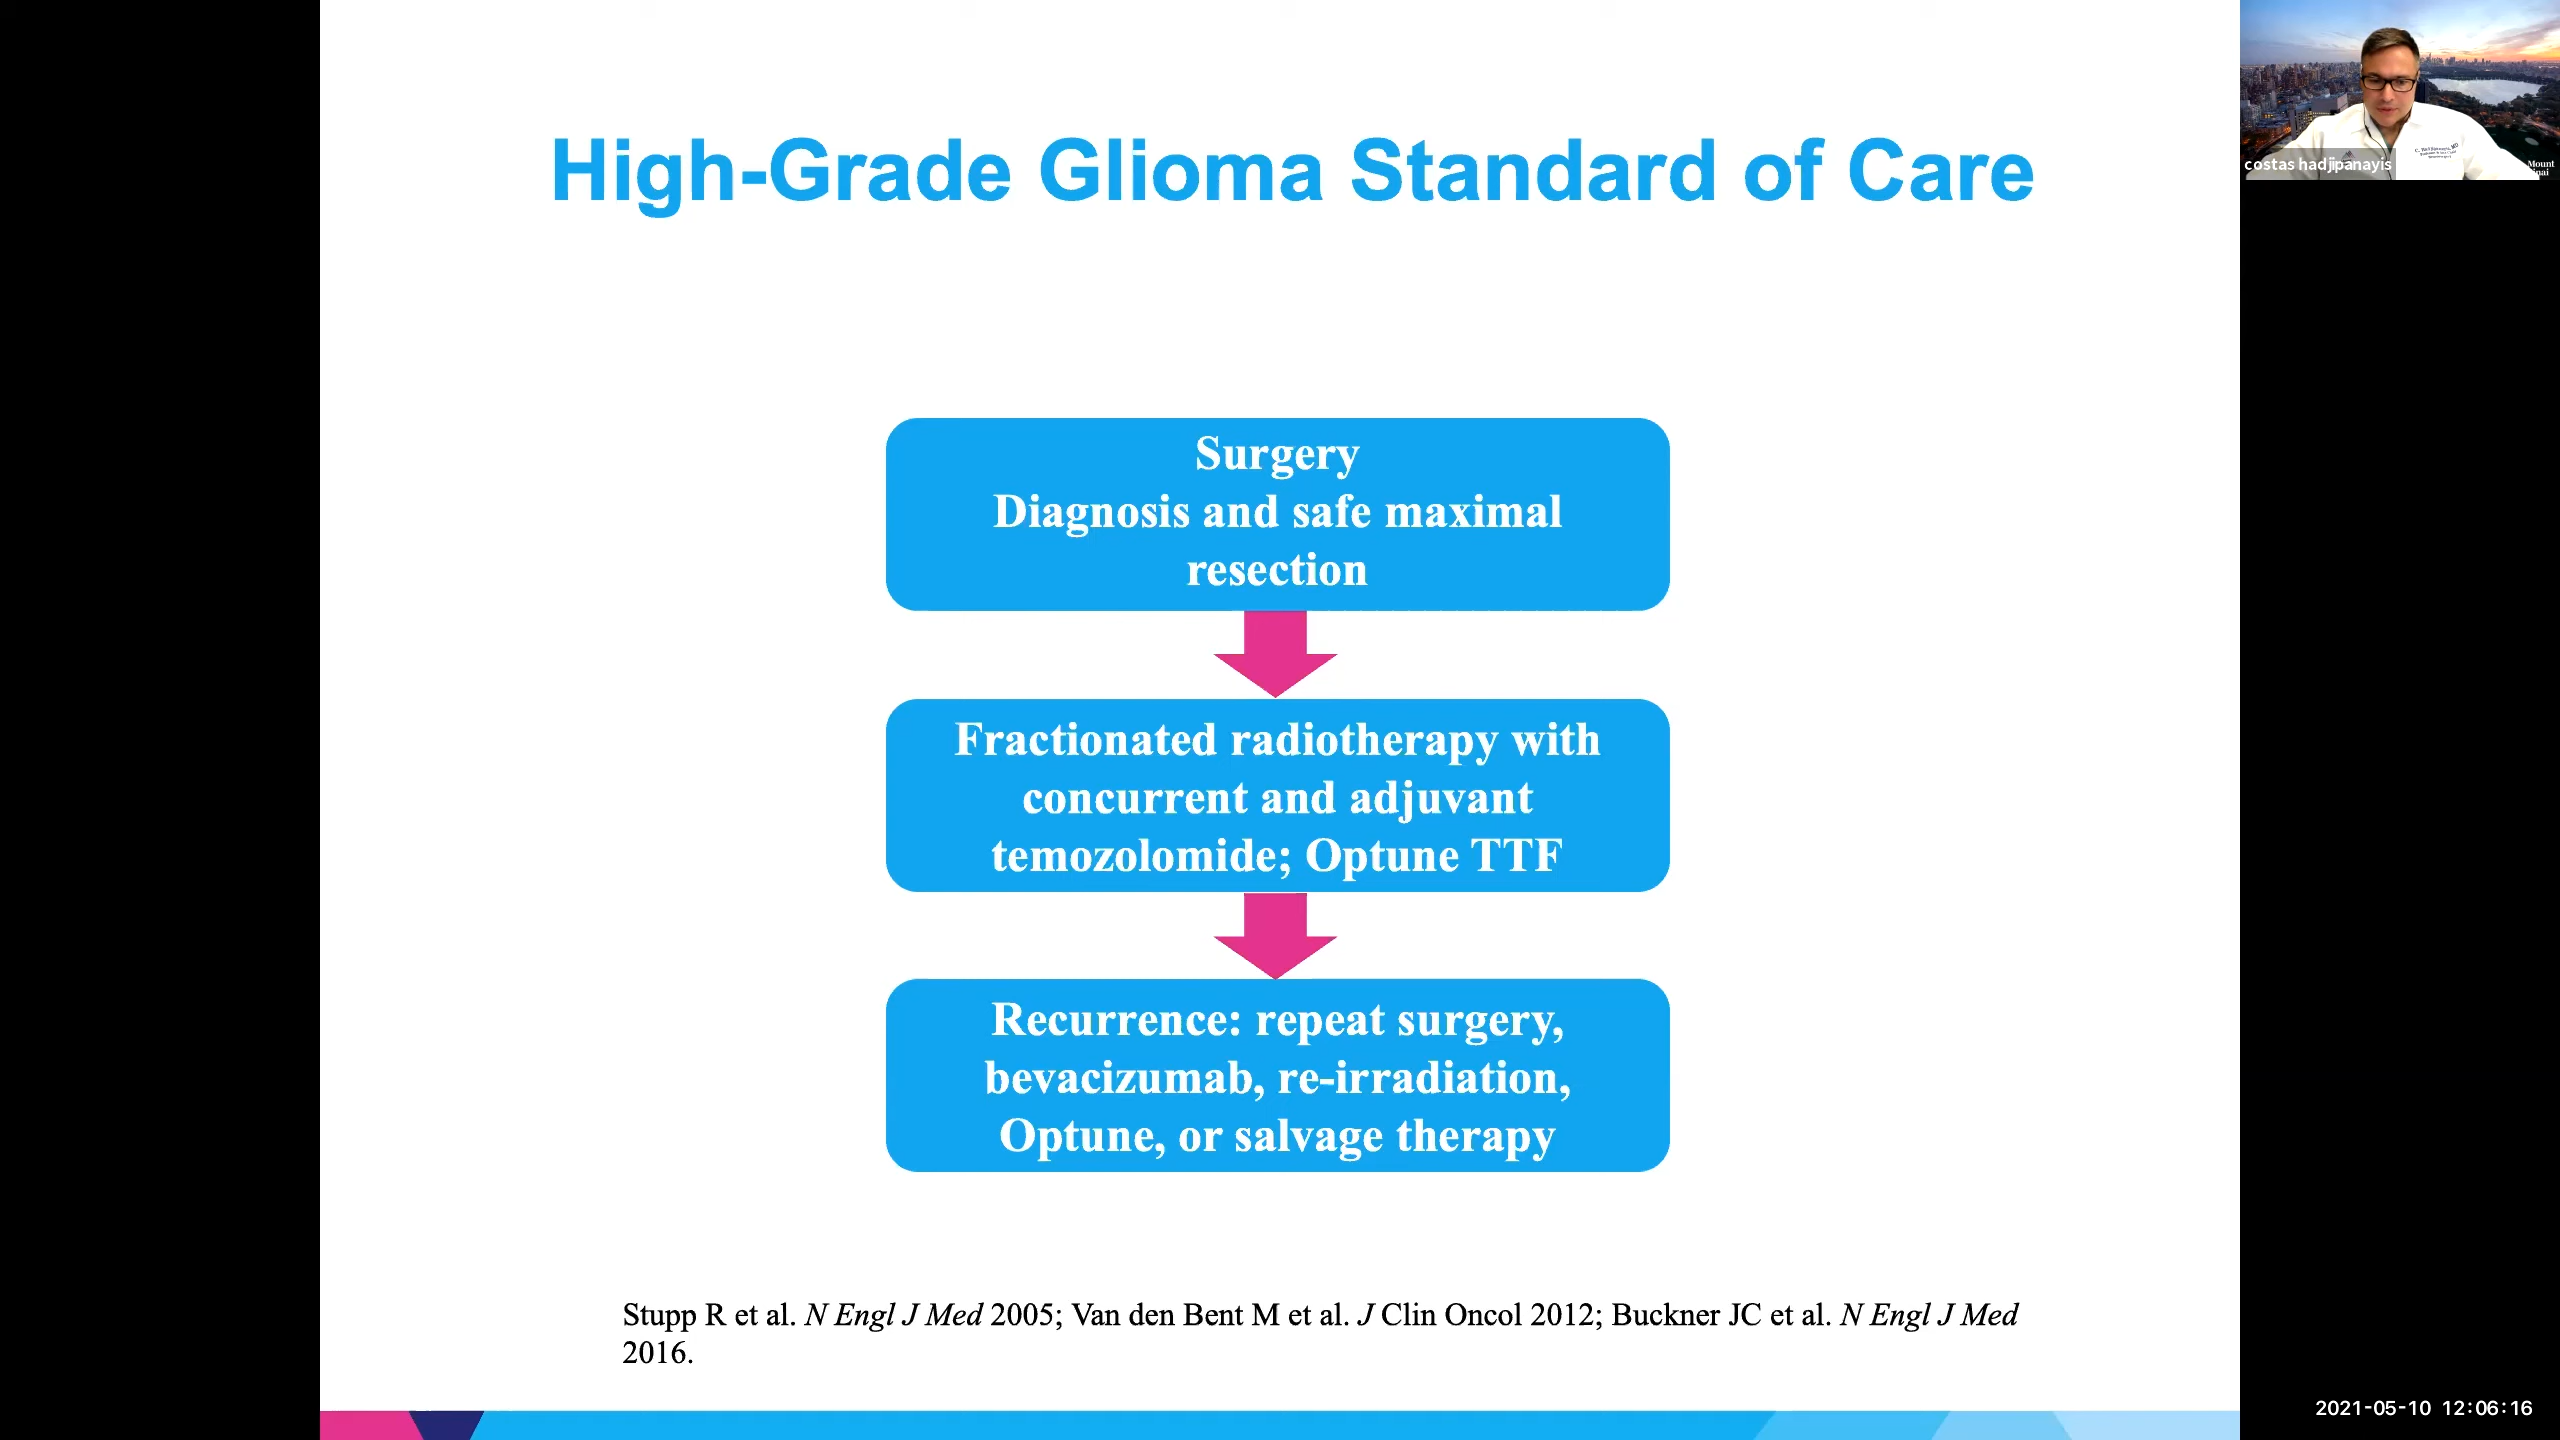 High-Grade Glioma Standard of Care
costas hadjipanayis
Mount
Surgery
Diagnosis and safe maximal
resection
Fractionated radiotherapy with
concurrent and adjuvant
temozolomide; Optune TTF
Recurrence: repeat surgery,
bevacizumab, re-irradiation,
Optune, or salvage therapy
Stupp R et al. N Engl J Med 2005; Van den Bent M et al. J Clin Oncol 2012; Buckner JC et al. N Engl J Med
2016.
2021-05-10 12:06:16